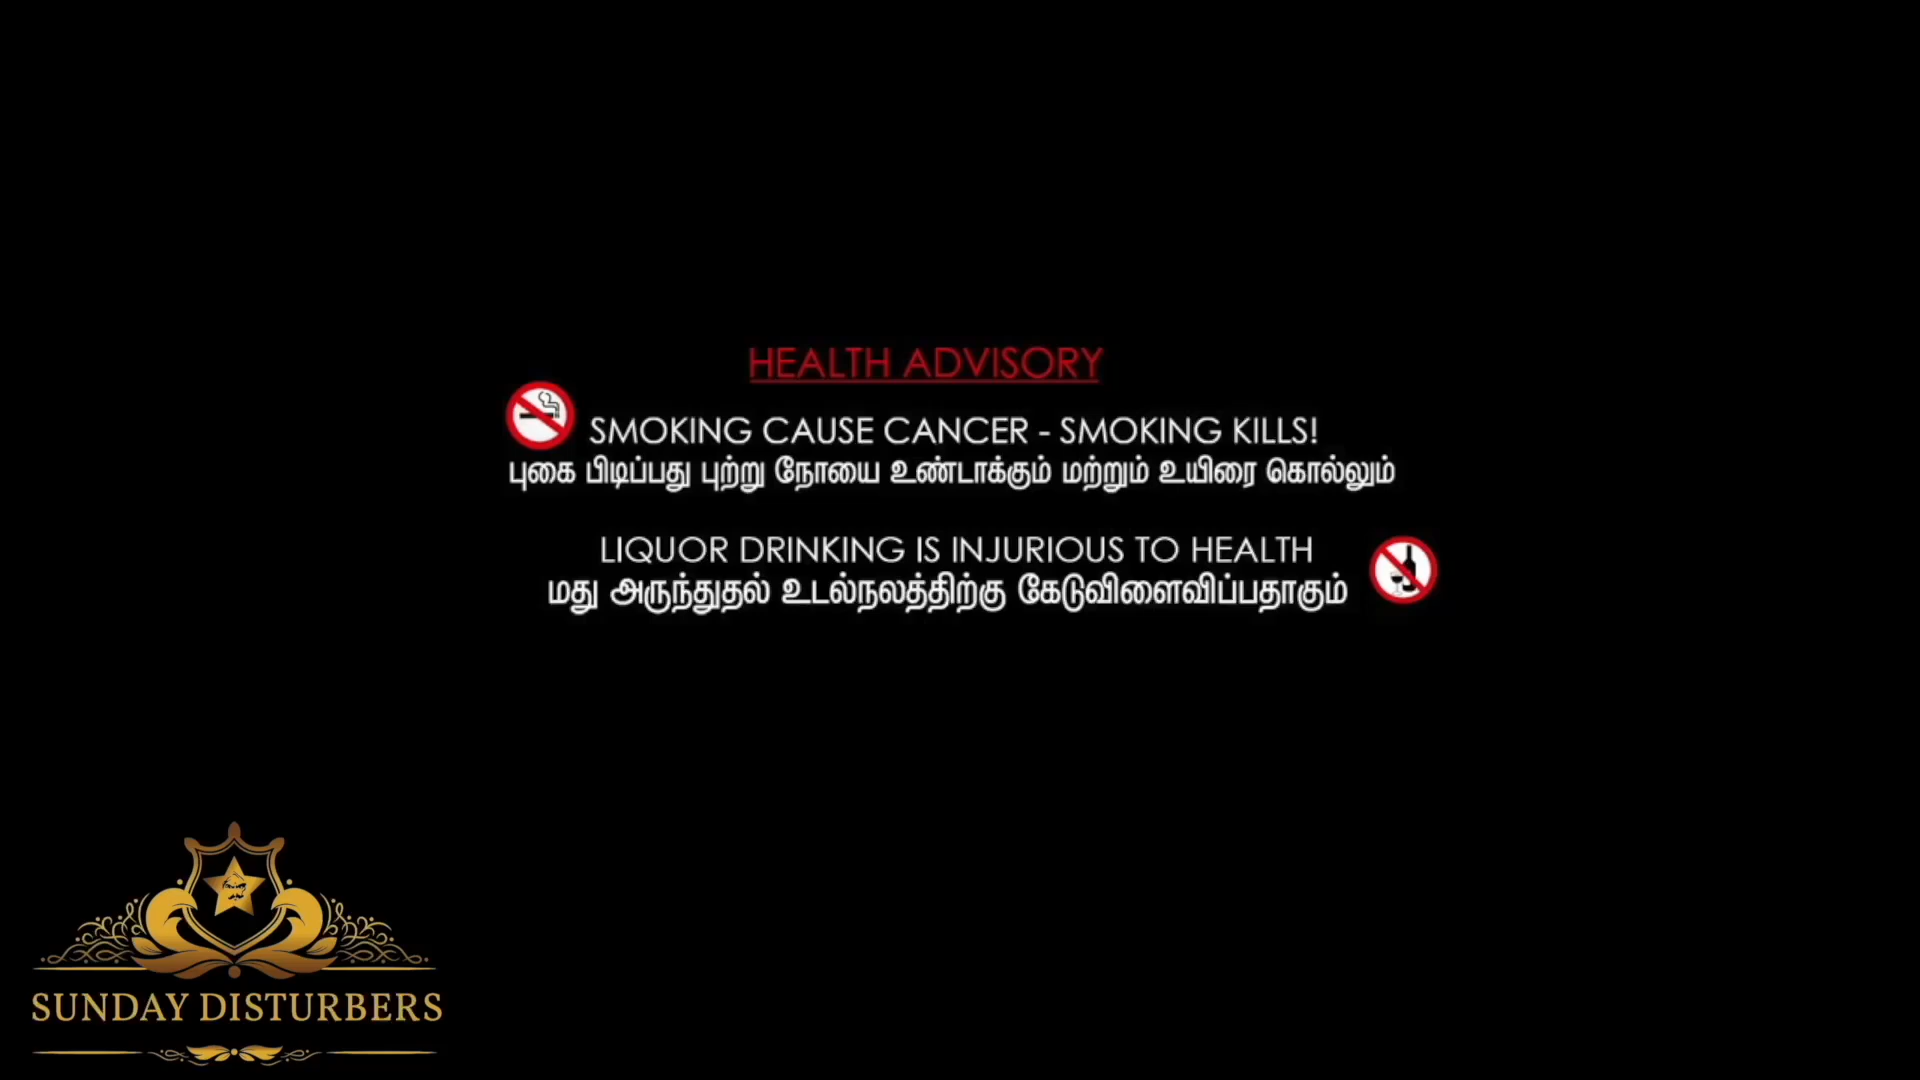 HEALTH ADVISORY
SMOKING CAUSE CANCER - SMOKING KILLS!
புகை பிடிப்பது புற்று நோயை உண்டாக்கும் மற்றும் உயிரை கொல்லும்
LIQUOR DRINKING IS INJURIOUS TO HEALTH
மது அருந்துதல் உடல்நலத்திற்கு கேடுவிளைவிப்பதாகும்
SUNDAY DISTURBERS